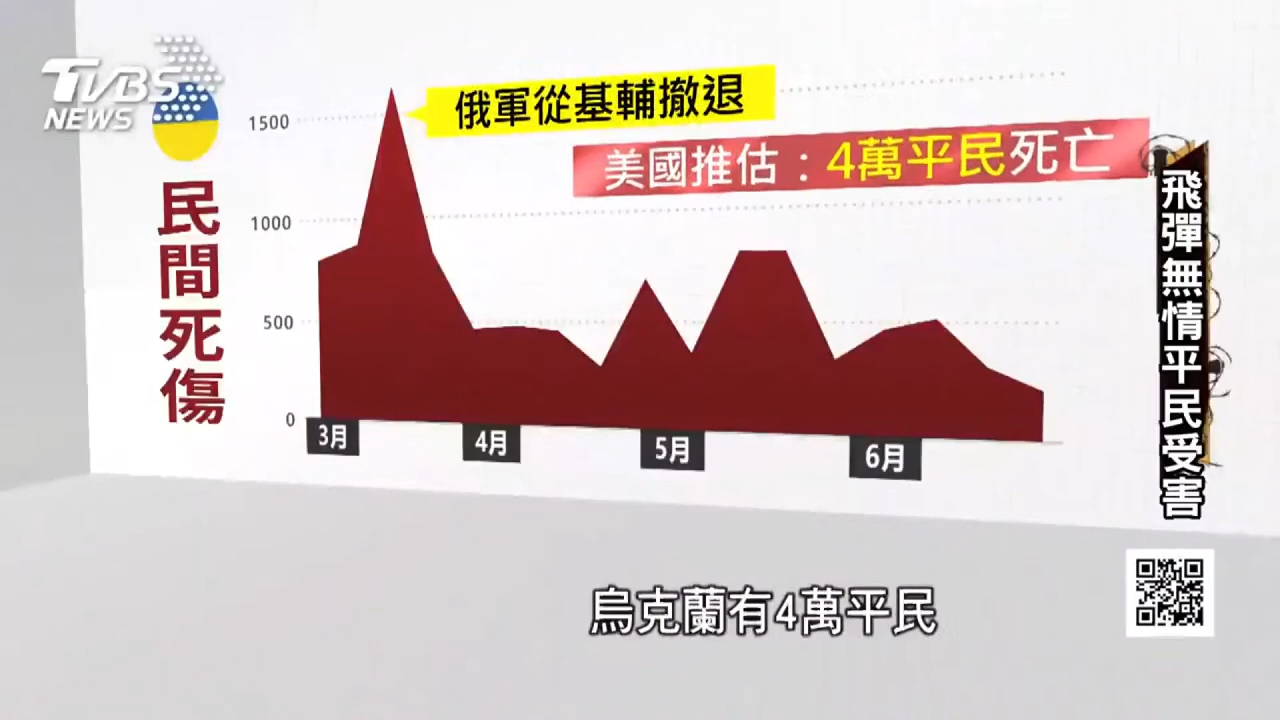 TVBS
NEWS
民間死傷
1500
1000
500
0
俄軍從基輔撤退
美國推估：4萬平民死亡
3月
4月
5月
6月
飛彈無情平民受害
烏克蘭有4萬平民